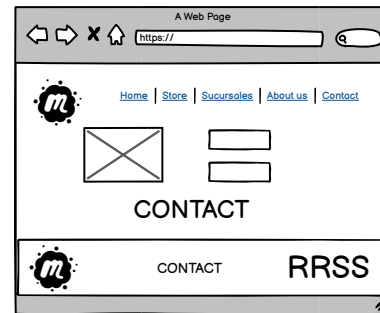 A Web Page
https://
m
Home | Store | Sucursales | About us | Contact
CONTACT
m
CONTACT
RRSS